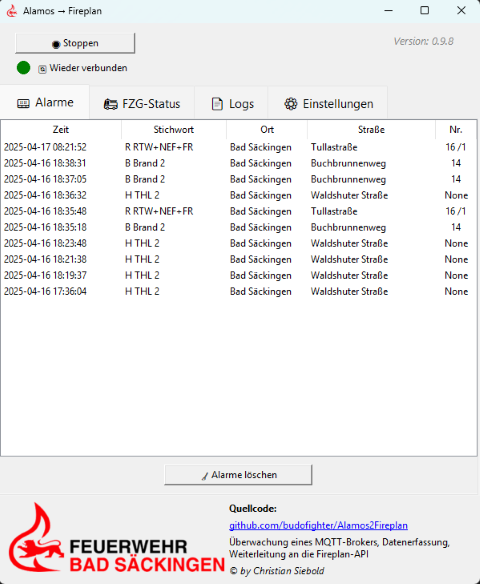 Alamos → Fireplan
Stoppen
Version: 0.9.8
Wieder verbunden
Alarme FZG-Status Logs Einstellungen
Zeit Stichwort Ort Straße Nr.
2025-04-17 08:21:52 R RTW+NEF+FR Bad Säckingen Tullastraße 16 /1
2025-04-16 18:38:31 B Brand 2 Bad Säckingen Buchbrunnenweg 14
2025-04-16 18:37:05 B Brand 2 Bad Säckingen Buchbrunnenweg 14
2025-04-16 18:36:32 H THL 2 Bad Säckingen Waldshuter Straße None
2025-04-16 18:35:48 R RTW+NEF+FR Bad Säckingen Tullastraße 16 /1
2025-04-16 18:35:18 B Brand 2 Bad Säckingen Buchbrunnenweg 14
2025-04-16 18:23:48 H THL 2 Bad Säckingen Waldshuter Straße None
2025-04-16 18:21:38 H THL 2 Bad Säckingen Waldshuter Straße None
2025-04-16 18:19:37 H THL 2 Bad Säckingen Waldshuter Straße None
2025-04-16 17:36:04 H THL 2 Bad Säckingen Waldshuter Straße None
Alarme löschen
FEUERWEHR
BAD SÄCKINGEN
Quellcode:
github.com/budofighter/Alamos2Fireplan
Überwachung eines MQTT-Brokers, Datenerfassung,
Weiterleitung an die Fireplan-API
© by Christian Siebold